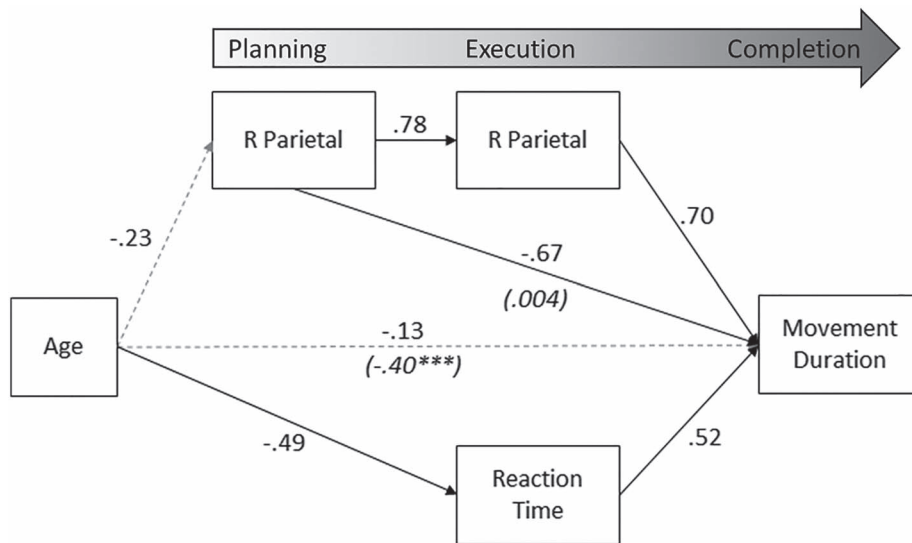 Planning Execution Completion
R Parietal .78 R Parietal
-.23
.70
-.67
(.004)
Age
-.13
(-.40***)
Movement
Duration
-.49
.52
Reaction
Time